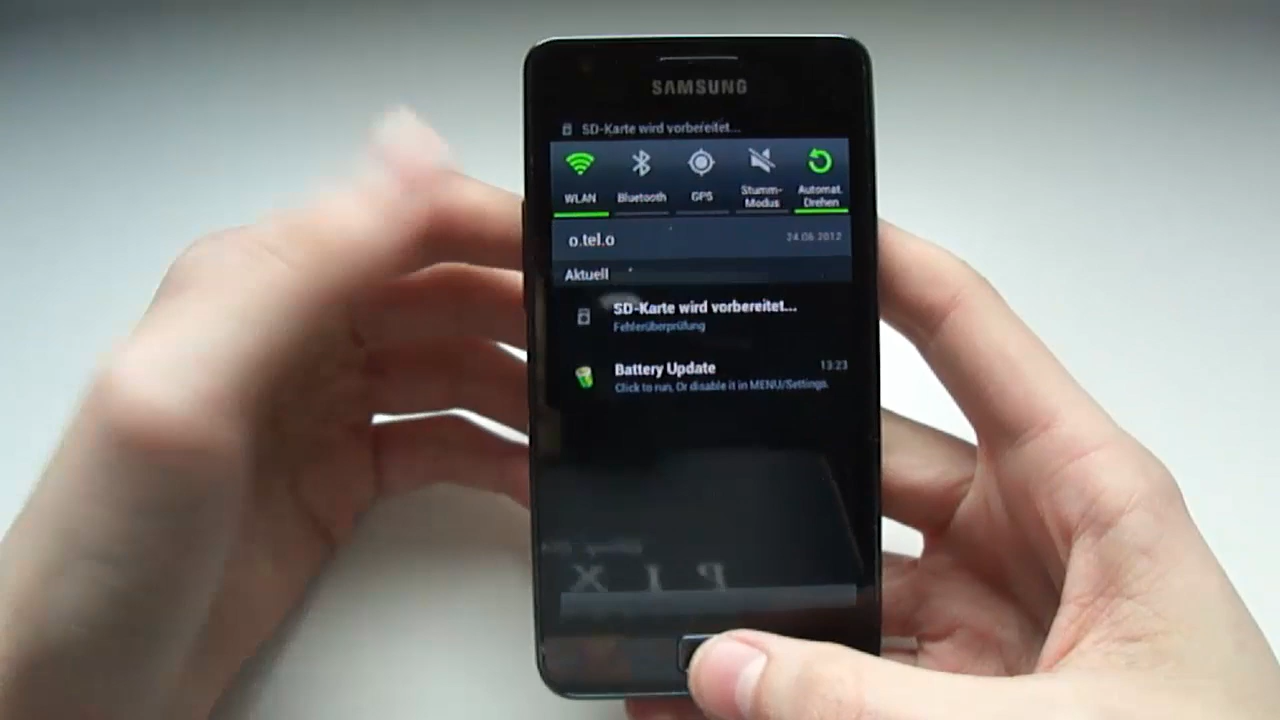 SAMSUNG
SD-Karte wird vorbereitet...
WLAN
Bluetooth
GPS
Stumm-
Modus
Automat.
Drehen
o.tel.o
24.06.2012
Aktuell
SD-Karte wird vorbereitet...
Fehlerüberprüfung
Battery Update
13:23
Click to run, Or disable it in MENU/Settings.